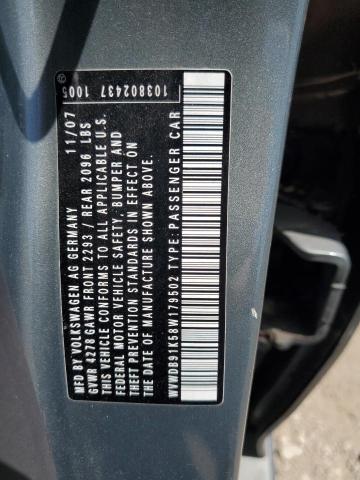 MFD BY VOLKSWAGEN AG GERMANY 11/07
GVWR 4278 GAWR FRONT 2293 / REAR 2096 LBS
THIS VEHICLE CONFORMS TO ALL APPLICABLE U.S.
FEDERAL MOTOR VEHICLE SAFETY, BUMPER AND
THEFT PREVENTION STANDARDS IN EFFECT ON
THE DATE OF MANUFACTURE SHOWN ABOVE.
WVWDB91K58W179502 TYPE: PASSENGER CAR
© 103802437 1005